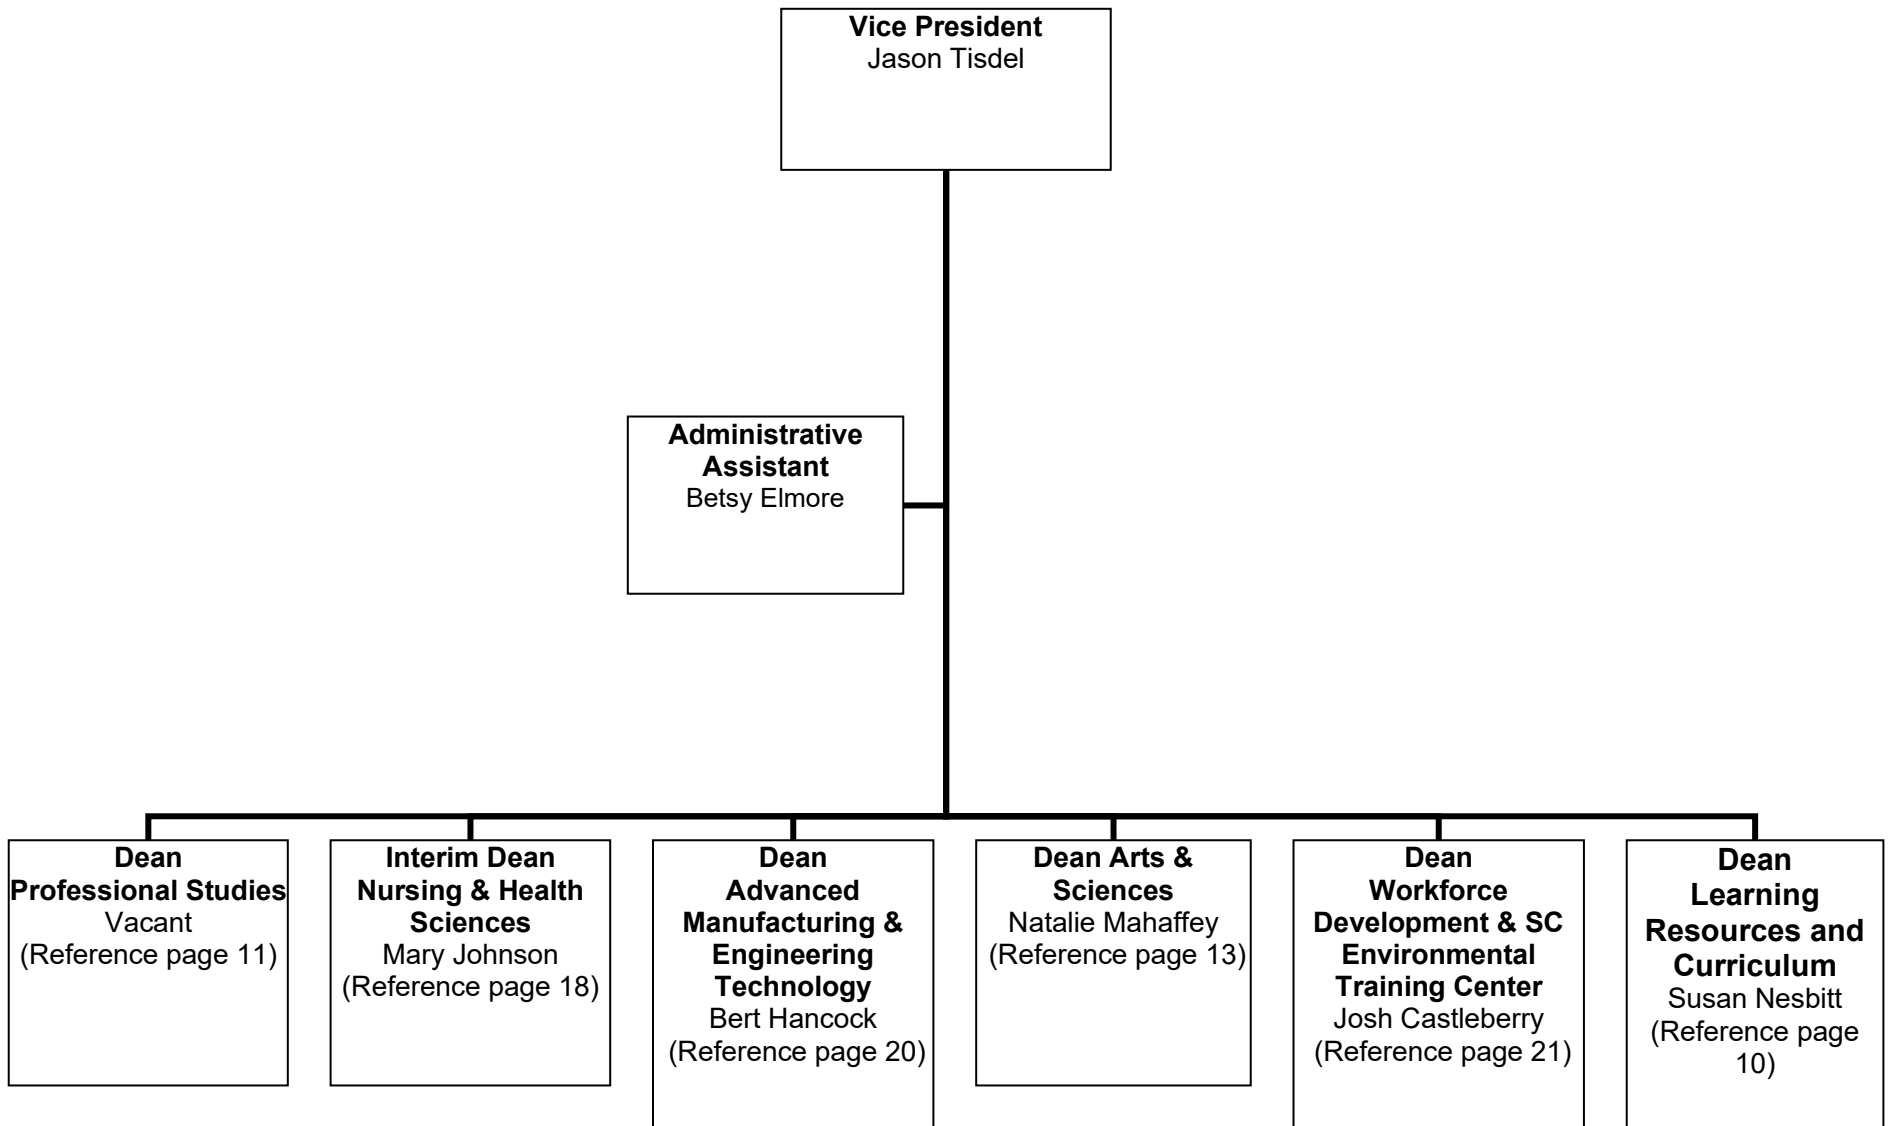 Vice President
Jason Tisdel
Administrative
Assistant
Betsy Elmore
Dean
Professional Studies
Vacant
(Reference page 11)
Interim Dean
Nursing & Health
Sciences
Mary Johnson
(Reference page 18)
Dean
Advanced
Manufacturing &
Engineering
Technology
Bert Hancock
(Reference page 20)
Dean Arts &
Sciences
Natalie Mahaffey
(Reference page 13)
Dean
Workforce
Development & SC
Environmental
Training Center
Josh Castleberry
(Reference page 21)
Dean
Learning
Resources and
Curriculum
Susan Nesbitt
(Reference page
10)